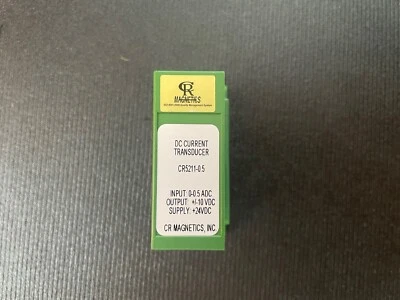 CR
MAGNETICS
DC CURRENT
TRANSDUCER
CR5211-0.5
INPUT: 0-0.5 ADC
OUTPUT: +/-10 VDC
SUPPLY: +24VDC
CR MAGNETICS, INC